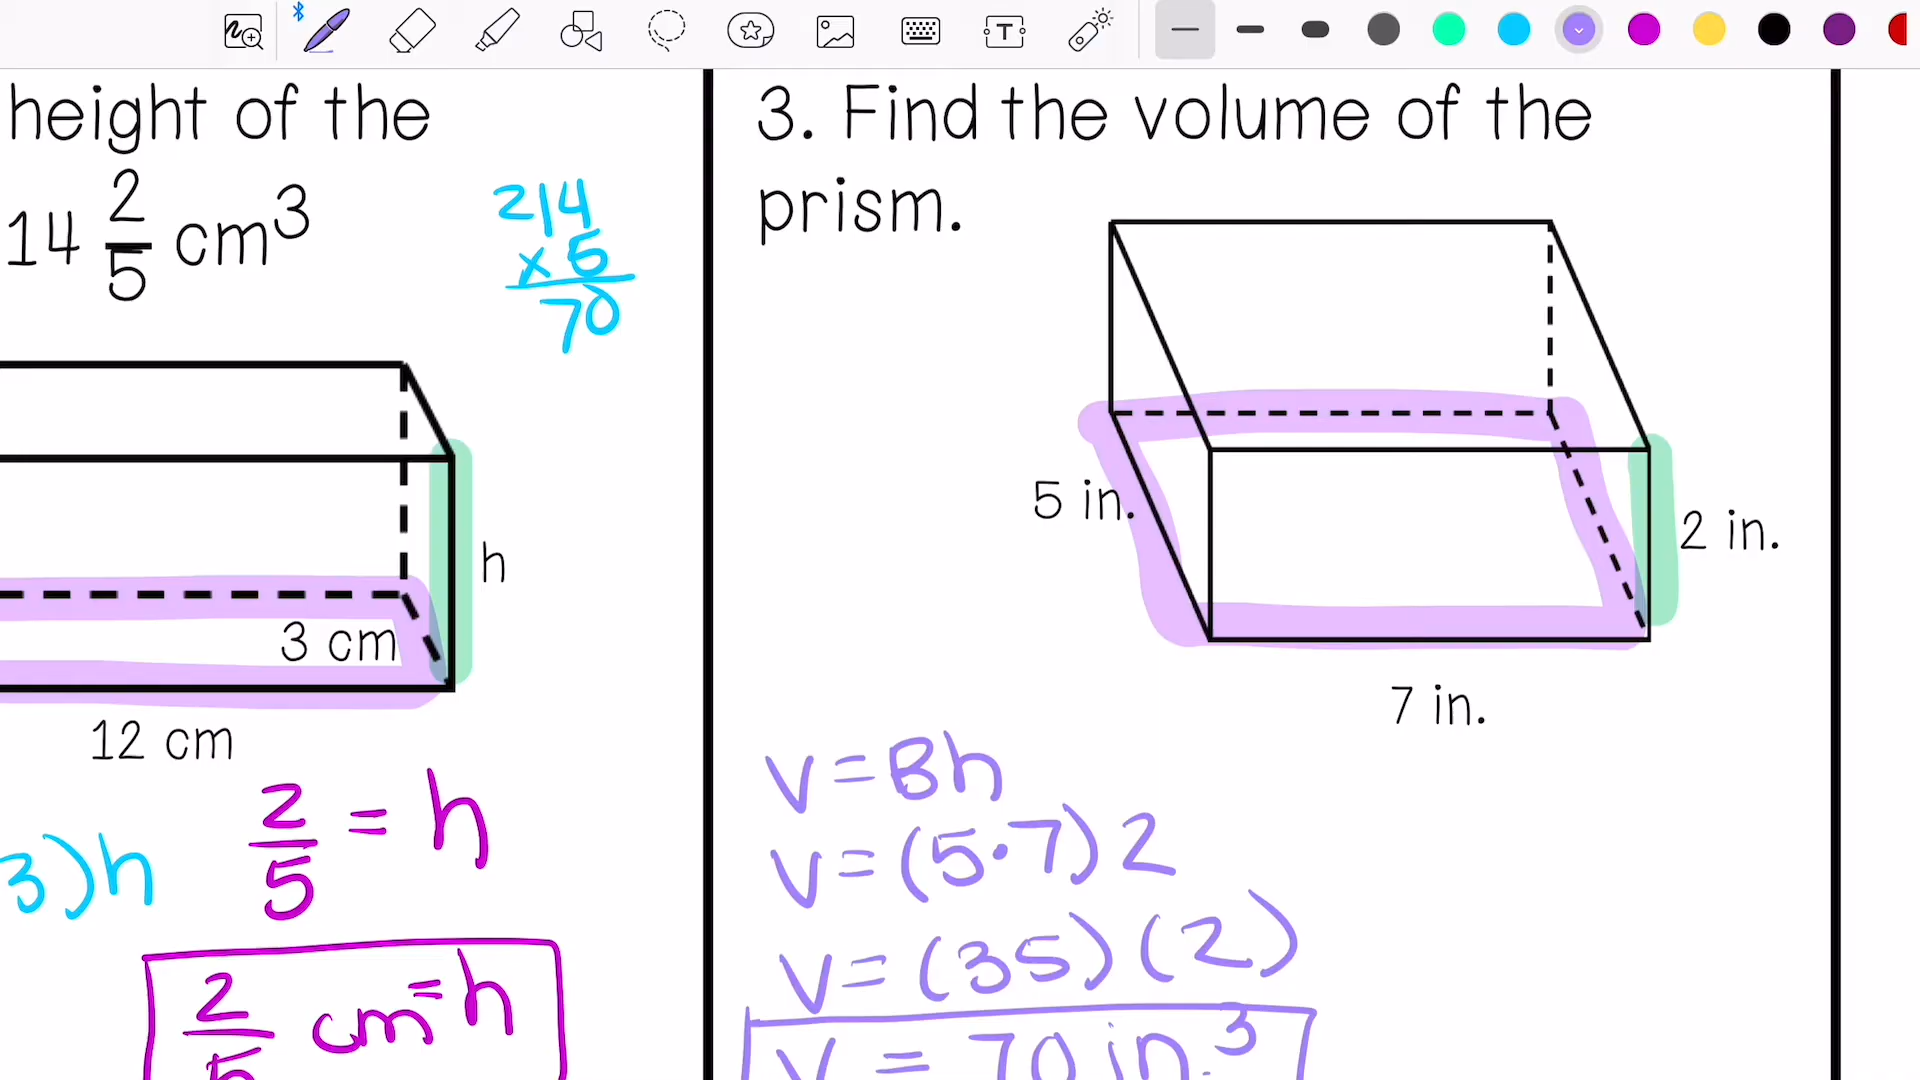 height of the
14 2/5 cm³
214
x 5
70
h
3 cm
12 cm
2/5 = h
3)h
2/5 cm = h
3. Find the volume of the
prism.
5 in.
2 in.
7 in.
V = Bh
V = (5·7)2
V = (35)(2)
V = 70 in.³